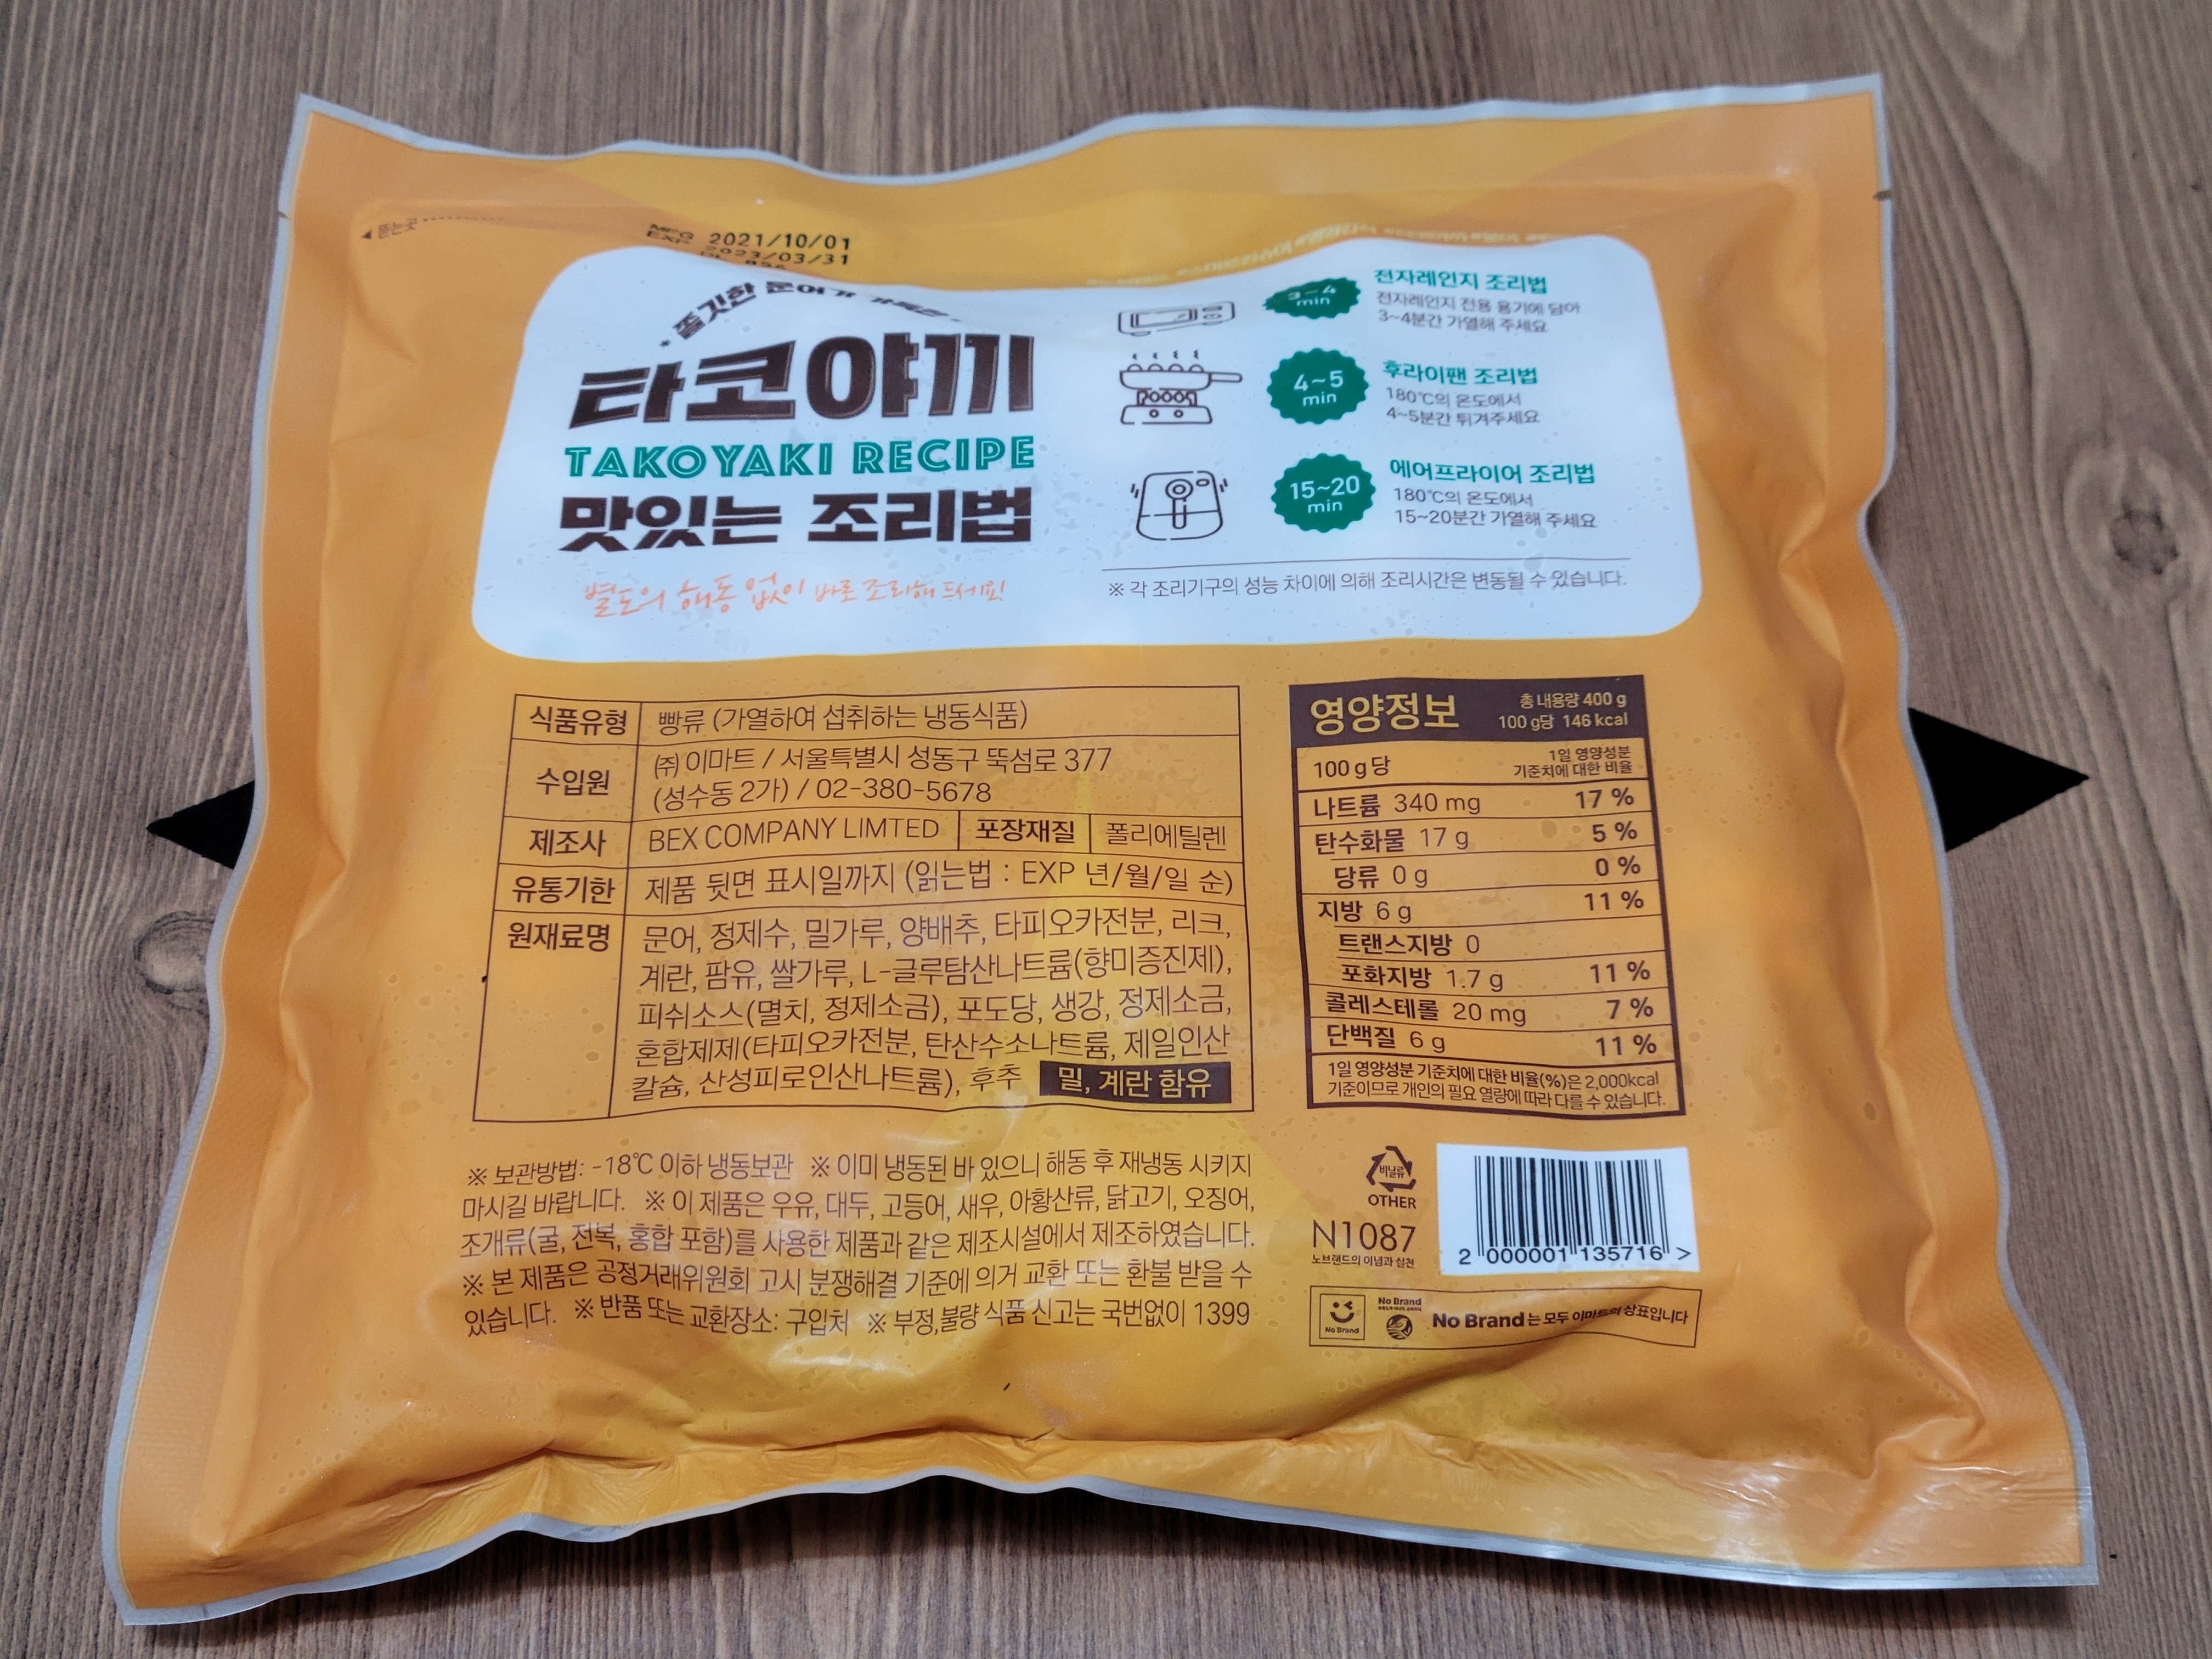 ◀ 뜯는곳
MFG 2021/10/01
EXP 2023/03/31
쫄깃한 문어가
타코야끼
TAKOYAKI RECIPE
맛있는 조리법
별도의 해동 없이 바로 조리해 드세요!
3~4
min
전자레인지 조리법
전자레인지 전용 용기에 담아
3~4분간 가열해 주세요
4~5
min
후라이팬 조리법
180℃의 온도에서
4~5분간 튀겨주세요
15~20
min
에어프라이어 조리법
180℃의 온도에서
15~20분간 가열해 주세요
※ 각 조리기구의 성능 차이에 의해 조리시간은 변동될 수 있습니다.
식품유형 빵류 (가열하여 섭취하는 냉동식품)
수입원 ㈜ 이마트 / 서울특별시 성동구 뚝섬로 377
(성수동 2가) / 02-380-5678
제조사 BEX COMPANY LIMTED 포장재질 폴리에틸렌
유통기한 제품 뒷면 표시일까지 (읽는법 : EXP 년/월/일 순)
원재료명 문어, 정제수, 밀가루, 양배추, 타피오카전분, 리크,
계란, 팜유, 쌀가루, L-글루탐산나트륨(향미증진제),
피쉬소스(멸치, 정제소금), 포도당, 생강, 정제소금,
혼합제제(타피오카전분, 탄산수소나트륨, 제일인산
칼슘, 산성피로인산나트륨), 후추 밀, 계란 함유
영양정보
총 내용량 400 g
100 g당 146 kcal
100 g당
1일 영양성분
기준치에 대한 비율
나트륨 340 mg 17 %
탄수화물 17 g 5 %
당류 0 g 0 %
지방 6 g 11 %
트랜스지방 0
포화지방 1.7 g 11 %
콜레스테롤 20 mg 7 %
단백질 6 g 11 %
1일 영양성분 기준치에 대한 비율(%)은 2,000kcal
기준이므로 개인의 필요 열량에 따라 다를 수 있습니다.
※ 보관방법: -18℃ 이하 냉동보관 ※ 이미 냉동된 바 있으니 해동 후 재냉동 시키지
마시길 바랍니다. ※ 이 제품은 우유, 대두, 고등어, 새우, 아황산류, 닭고기, 오징어,
조개류(굴, 전복, 홍합 포함)를 사용한 제품과 같은 제조시설에서 제조하였습니다.
※ 본 제품은 공정거래위원회 고시 분쟁해결 기준에 의거 교환 또는 환불 받을 수
있습니다. ※ 반품 또는 교환장소: 구입처 ※ 부정,불량 식품 신고는 국번없이 1399
비닐류
OTHER
N1087
노브랜드의 이념과 실천
2 000001 135716 >
No Brand
No Brand
No Brand는 모두 이마트의 상표입니다